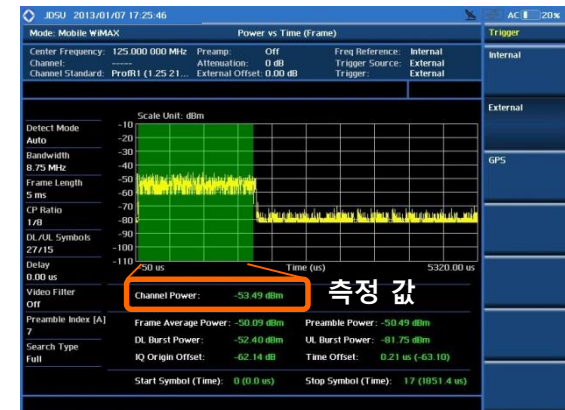 JDSU 2013/01/07 17:25:46
AC 20%
Mode: Mobile WiMAX Power vs Time (Frame)
Trigger
Center Frequency: 125.000 000 MHz Preamp: Off Freq Reference: Internal
Channel: ----- Attenuation: 0 dB Trigger Source: External
Channel Standard: ProfR1 (1.25 21... External Offset: 0.00 dB Trigger: External
Internal
External
GPS
Scale Unit: dBm
Detect Mode
Auto
Bandwidth
8.75 MHz
Frame Length
5 ms
CP Ratio
1/8
DL/UL Symbols
27/15
Delay
0.00 us
Video Filter
Off
Preamble Index [A]
7
Search Type
Full
-10
-20
-30
-40
-50
-60
-70
-80
-90
-100
-110
-50 us Time (us) 5320.00 us
Channel Power: -53.49 dBm
측정 값
Frame Average Power: -50.09 dBm Preamble Power: -50.49 dBm
DL Burst Power: -52.40 dBm UL Burst Power: -81.75 dBm
IQ Origin Offset: -62.14 dB Time Offset: 0.21 us (-63.10)
Start Symbol (Time): 0 (0.0 us) Stop Symbol (Time): 17 (1851.4 us)